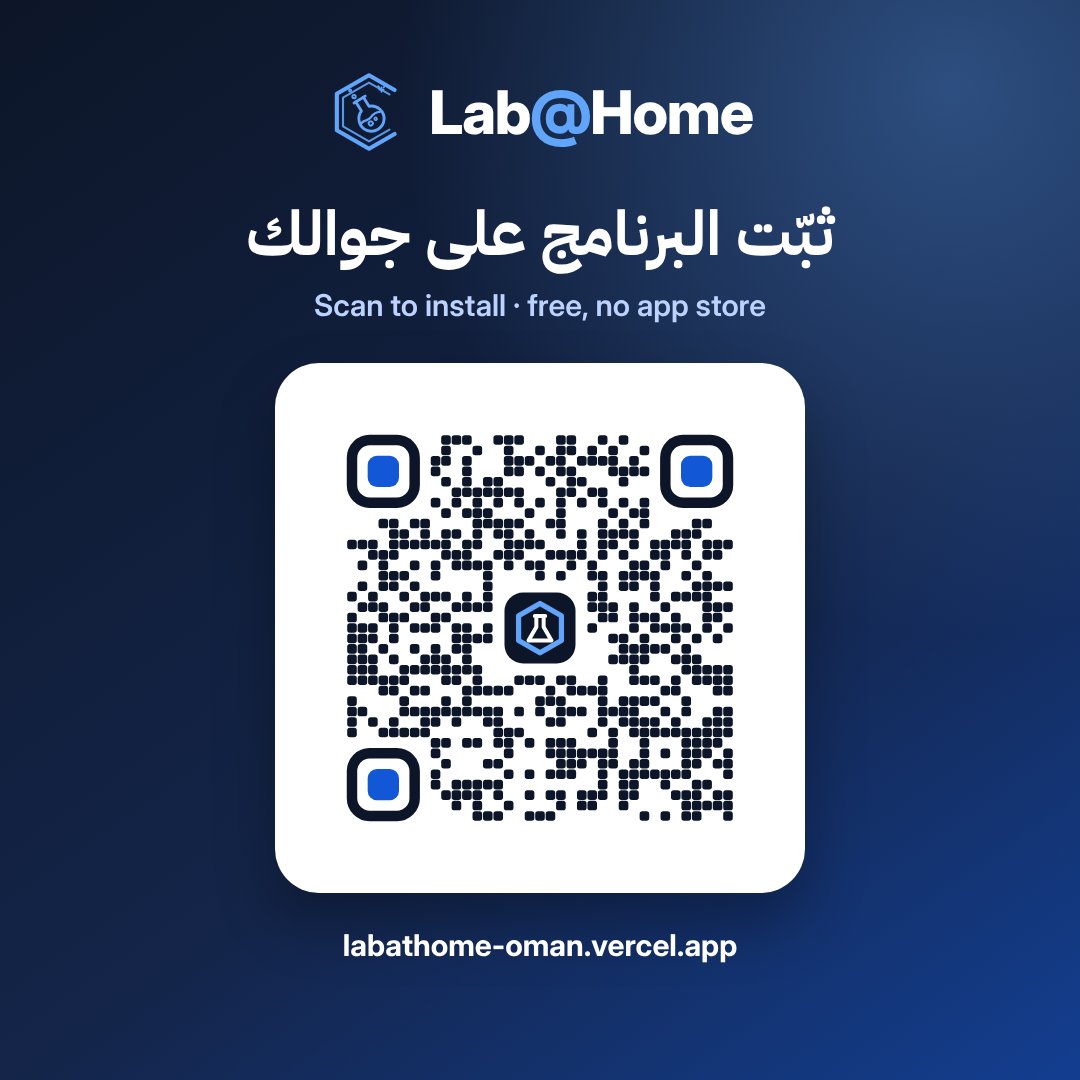 Lab@Home
ثبّت البرنامج على جوالك
Scan to install · free, no app store
labathome-oman.vercel.app